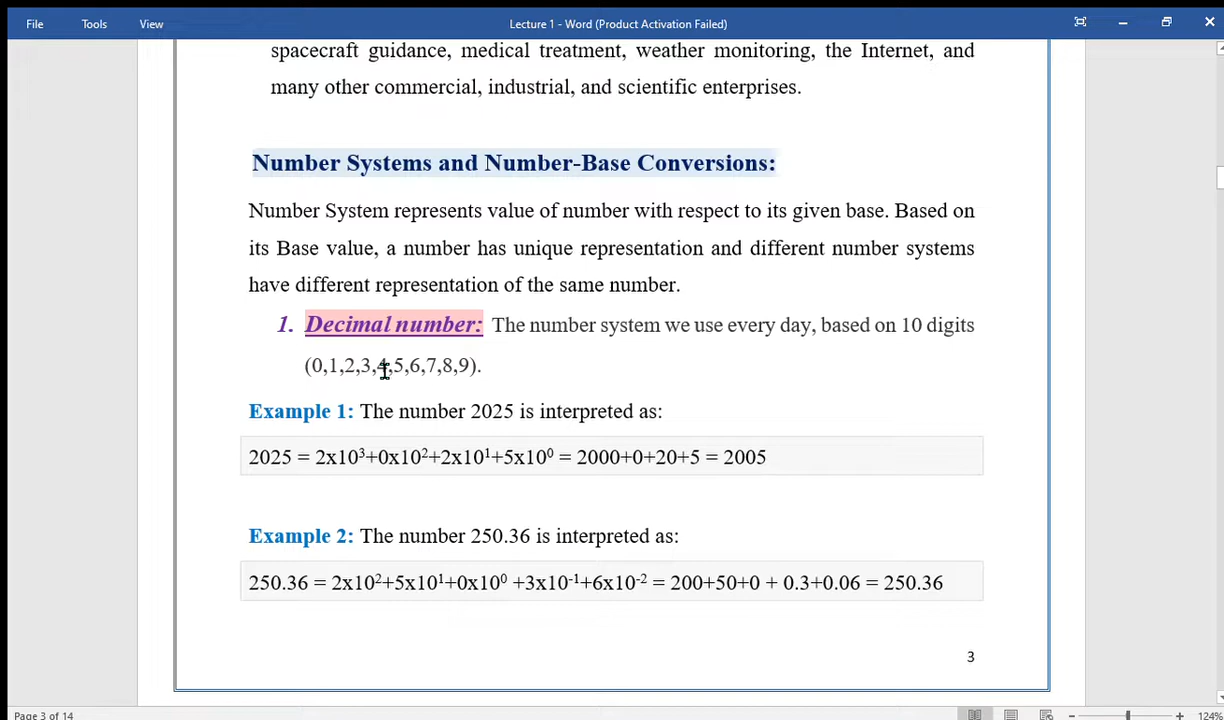 File Tools View Lecture 1 - Word (Product Activation Failed)
spacecraft guidance, medical treatment, weather monitoring, the Internet, and
many other commercial, industrial, and scientific enterprises.
Number Systems and Number-Base Conversions:
Number System represents value of number with respect to its given base. Based on
its Base value, a number has unique representation and different number systems
have different representation of the same number.
1. Decimal number: The number system we use every day, based on 10 digits
(0,1,2,3,4,5,6,7,8,9).
Example 1: The number 2025 is interpreted as:
2025 = 2x10³+0x10²+2x10¹+5x10⁰ = 2000+0+20+5 = 2005
Example 2: The number 250.36 is interpreted as:
250.36 = 2x10²+5x10¹+0x10⁰ +3x10⁻¹+6x10⁻² = 200+50+0 + 0.3+0.06 = 250.36
3
Page 3 of 14 124%